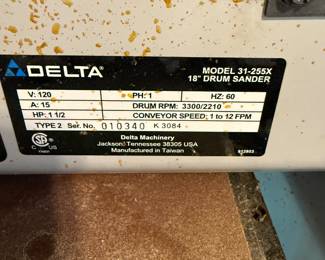 DELTA
MODEL 31-255X
18" DRUM SANDER
V: 120 PH: 1 HZ: 60
A: 15 DRUM RPM: 3300/2210
HP: 1 1/2 CONVEYOR SPEED: 1 to 12 FPM
TYPE 2 Ser. No. 010340 K3084
Delta Machinery
Jackson, Tennessee 38305 USA
Manufactured in Taiwan
C US